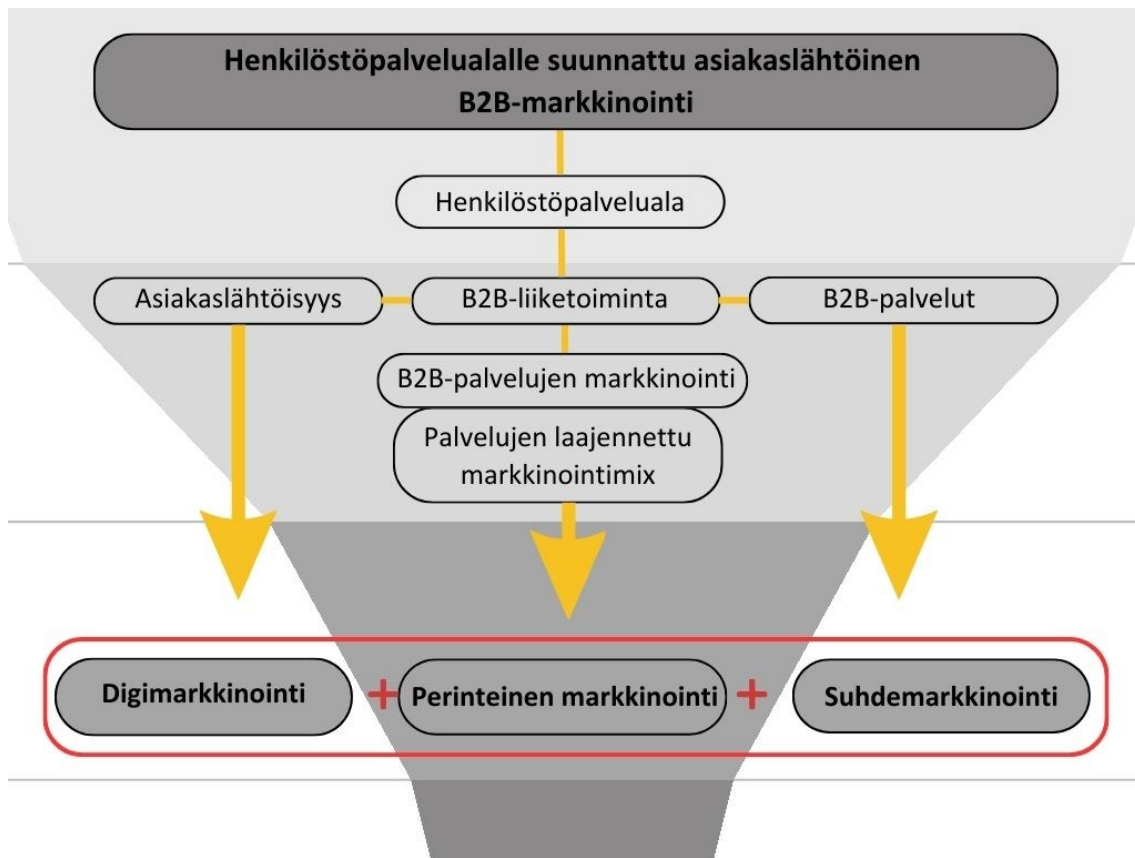 Henkilöstöpalvelualalle suunnattu asiakaslähtöinen
B2B-markkinointi
Henkilöstöpalveluala
Asiakaslähtöisyys
B2B-liiketoiminta
B2B-palvelut
B2B-palvelujen markkinointi
Palvelujen laajennettu
markkinointimix
Digimarkkinointi
+
Perinteinen markkinointi
+
Suhdemarkkinointi